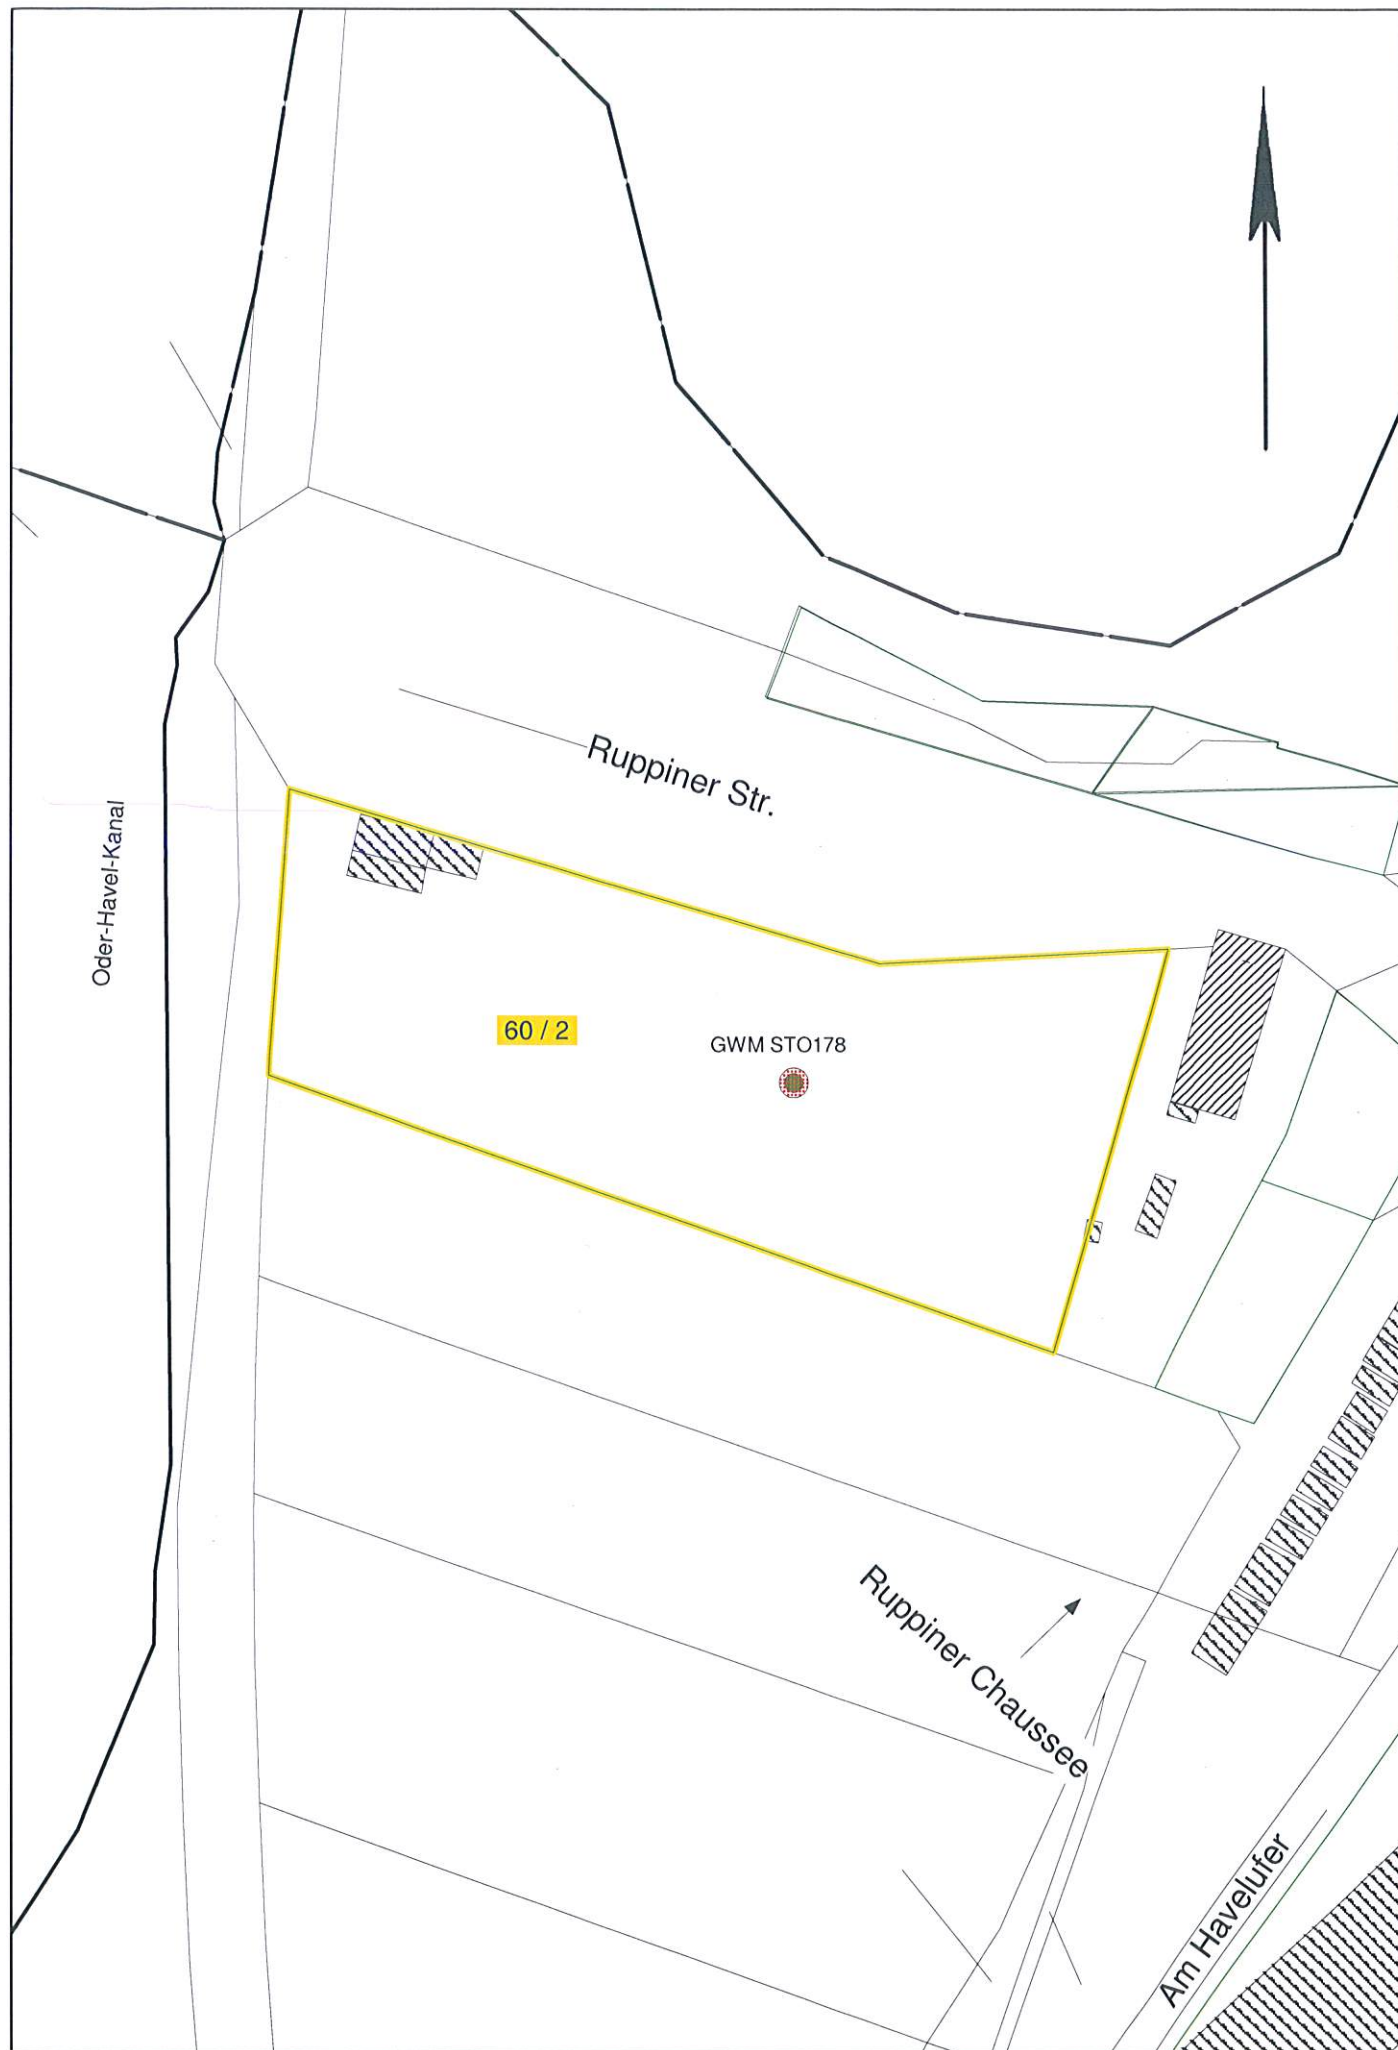 Ruppiner Str.
Oder-Havel-Kanal
60 / 2
GWM STO178
Ruppiner Chaussee
Am Havelufer